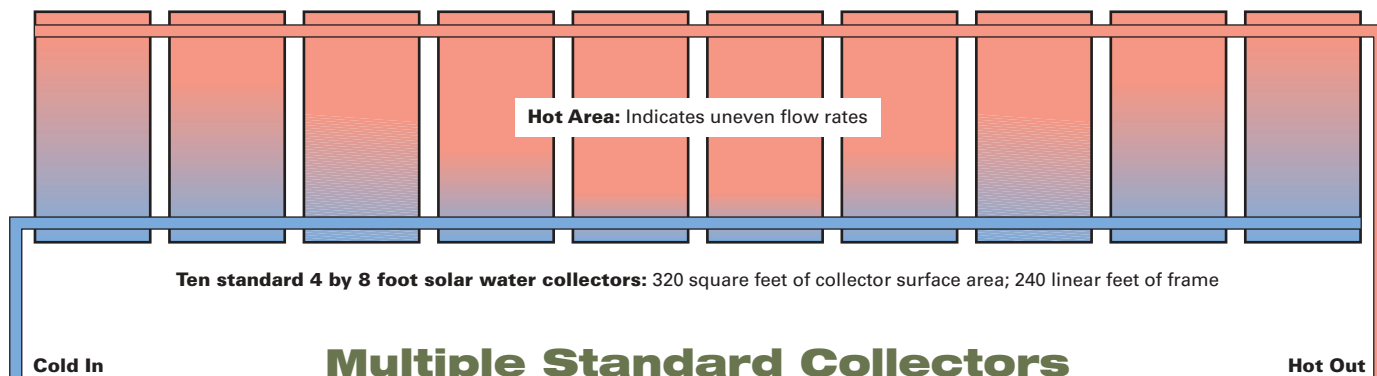 Hot Area: Indicates uneven flow rates
Ten standard 4 by 8 foot solar water collectors: 320 square feet of collector surface area; 240 linear feet of frame
Cold In
Multiple Standard Collectors
Hot Out